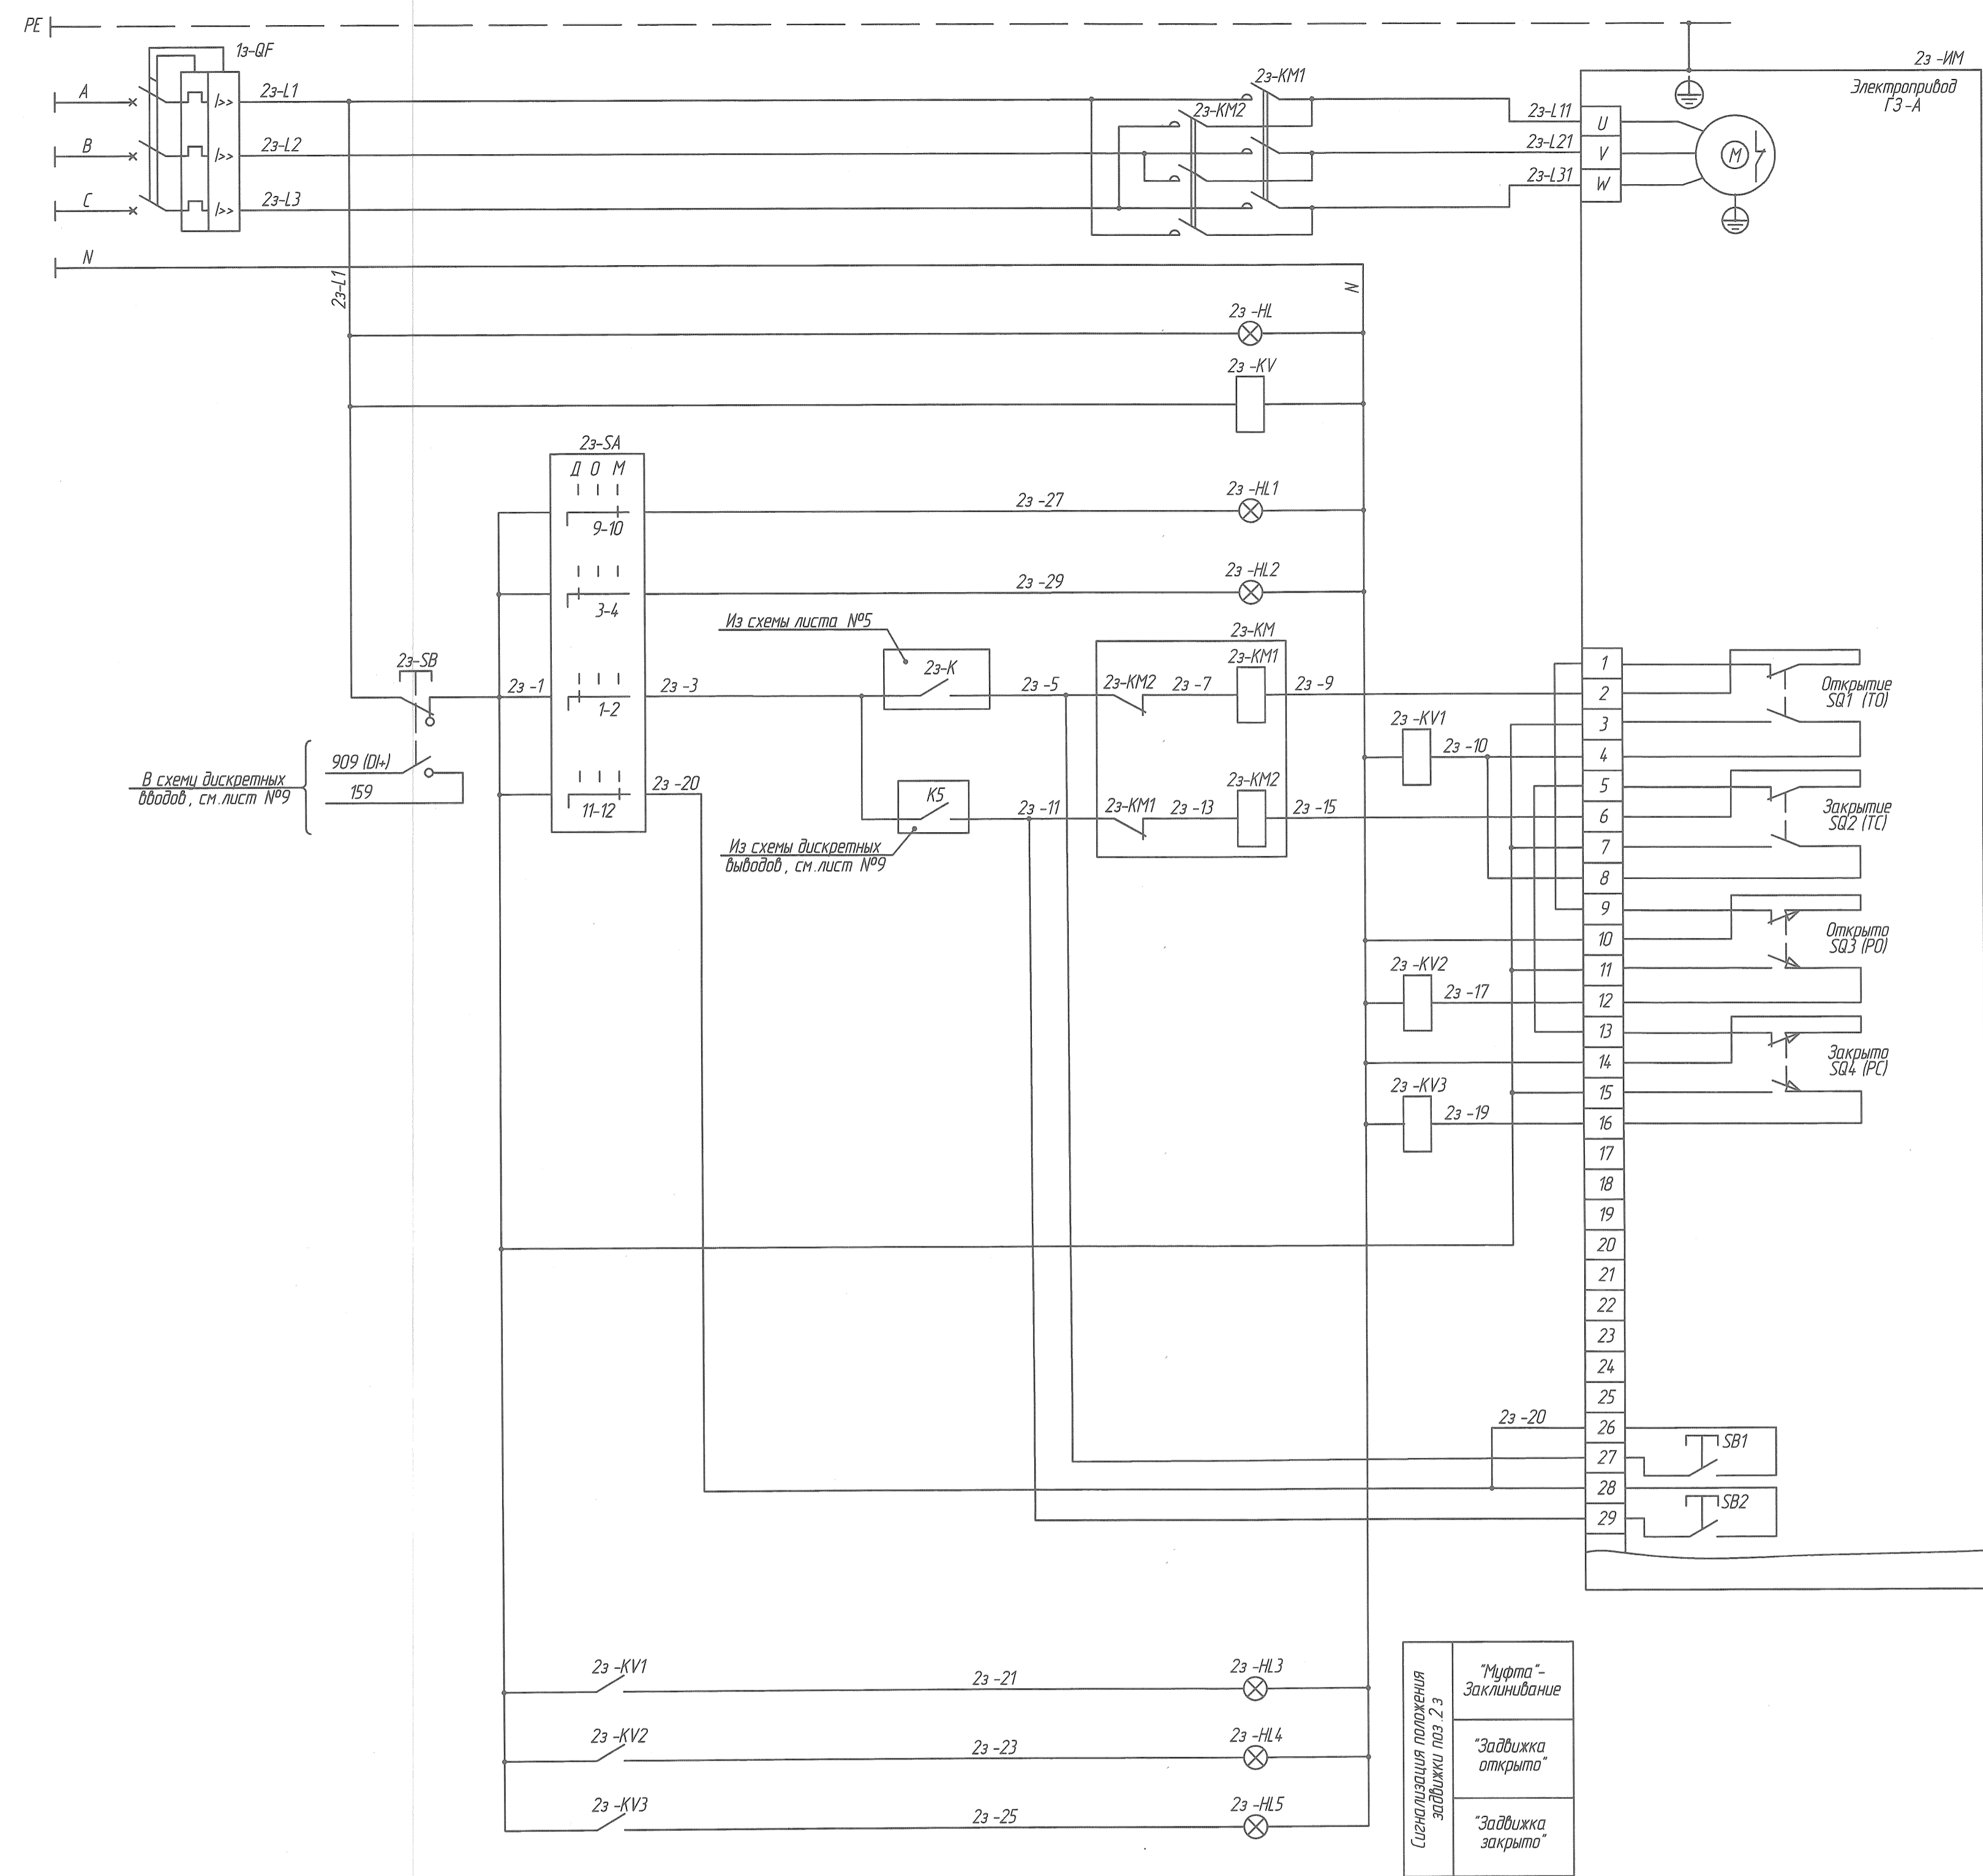 PE
1з-QF
A
2з-L1
B
2з-L2
C
2з-L3
N
2з-L1
2з-KM1
2з-KM2
N
2з-L11
2з-L21
2з-L31
2з-ИМ
Электропривод
ГЗ-А
U
V
W
M
I>>
I>>
I>>
2з-HL
2з-KV
2з-SA
Д О М
9-10
2з-27
2з-HL1
3-4
2з-29
2з-HL2
Из схемы листа №5
2з-K
2з-KM
2з-SB
2з-1
1-2
2з-3
2з-5
2з-KM2
2з-7
2з-KM1
2з-9
909 (DI+)
159
В схему дискретных
вводов, см.лист №9
11-12
2з-20
K5
Из схемы дискретных
выводов, см.лист №9
2з-11
2з-KM1
2з-13
2з-KM2
2з-15
2з-KV1
2з-10
2з-KV2
2з-17
2з-KV3
2з-19
1
2
3
4
5
6
7
8
9
10
11
12
13
14
15
16
17
18
19
20
21
22
23
24
25
26
27
28
29
Открытие
SQ1 (TO)
Закрытие
SQ2 (TC)
Открыто
SQ3 (PO)
Закрыто
SQ4 (PC)
2з-20
SB1
SB2
2з-KV1
2з-21
2з-HL3
2з-KV2
2з-23
2з-HL4
2з-KV3
2з-25
2з-HL5
Сигнализация положения
задвижки поз.2з
"Муфта"-
Заклинивание
"Задвижка
открыто"
"Задвижка
закрыто"